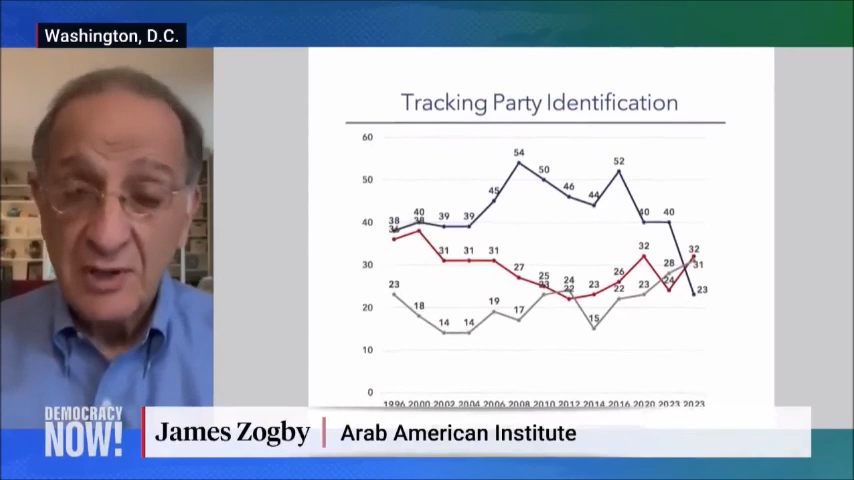 Washington, D.C.
Tracking Party Identification
60
50
40
30
20
10
0
38 40 39 39 45 54 50 46 44 52 40 40 23
36 38 31 31 31 27 25 22 23 26 32 24 32
23 18 14 14 19 17 23 24 15 22 23 28 31
1996 2000 2002 2004 2006 2008 2010 2012 2014 2016 2020 2023 2023
DEMOCRACY
NOW!
James Zogby | Arab American Institute